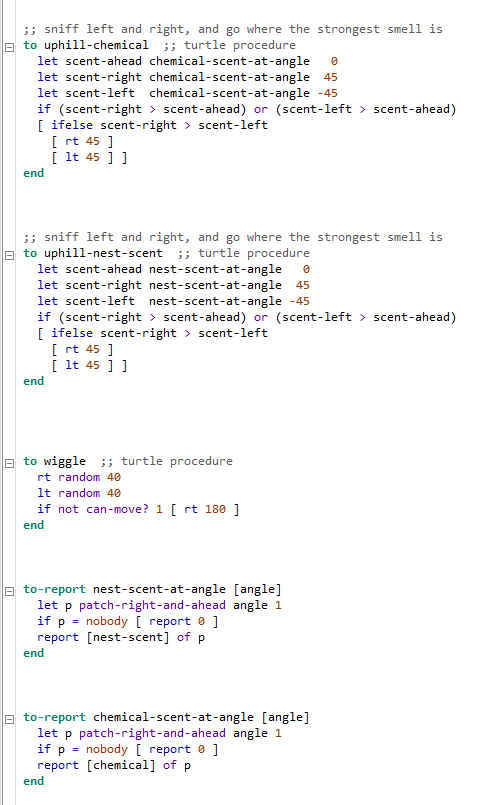 ;; sniff left and right, and go where the strongest smell is
to uphill-chemical  ;; turtle procedure
  let scent-ahead chemical-scent-at-angle   0
  let scent-right chemical-scent-at-angle  45
  let scent-left  chemical-scent-at-angle -45
  if (scent-right > scent-ahead) or (scent-left > scent-ahead)
  [ ifelse scent-right > scent-left
    [ rt 45 ]
    [ lt 45 ] ]
end
;; sniff left and right, and go where the strongest smell is
to uphill-nest-scent  ;; turtle procedure
  let scent-ahead nest-scent-at-angle   0
  let scent-right nest-scent-at-angle  45
  let scent-left  nest-scent-at-angle -45
  if (scent-right > scent-ahead) or (scent-left > scent-ahead)
  [ ifelse scent-right > scent-left
    [ rt 45 ]
    [ lt 45 ] ]
end
to wiggle  ;; turtle procedure
  rt random 40
  lt random 40
  if not can-move? 1 [ rt 180 ]
end
to-report nest-scent-at-angle [angle]
  let p patch-right-and-ahead angle 1
  if p = nobody [ report 0 ]
  report [nest-scent] of p
end
to-report chemical-scent-at-angle [angle]
  let p patch-right-and-ahead angle 1
  if p = nobody [ report 0 ]
  report [chemical] of p
end